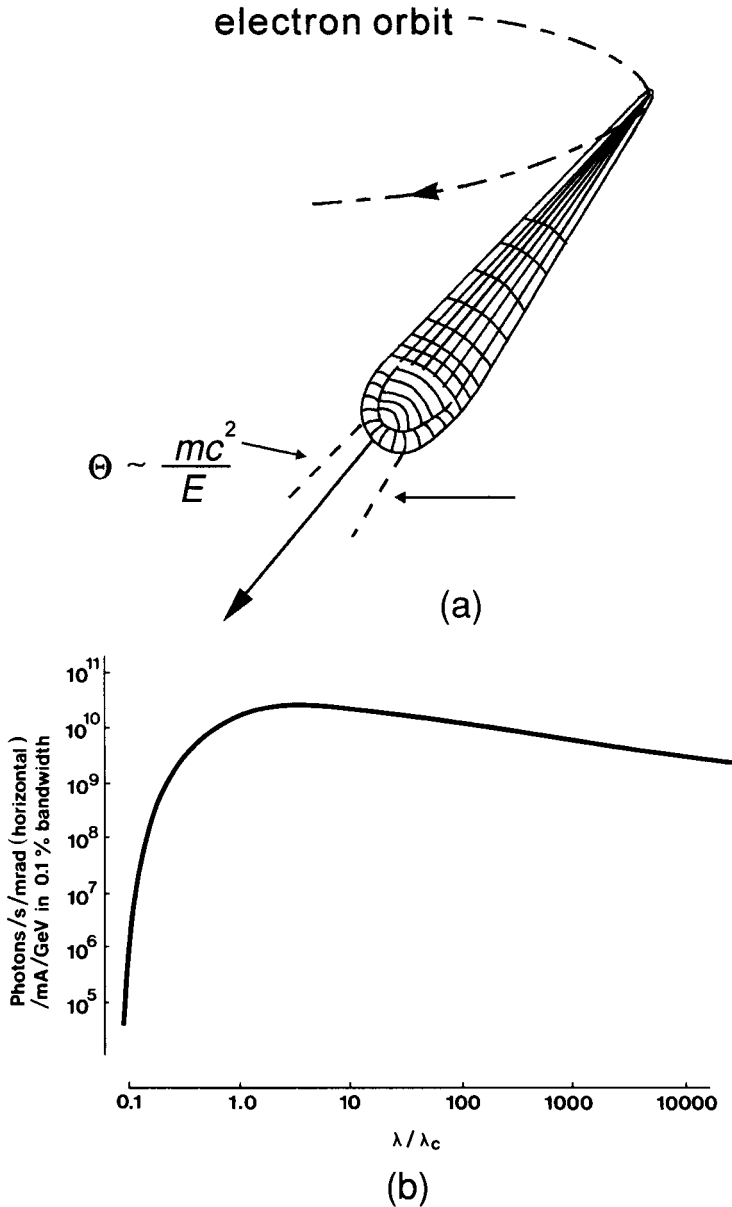 electron orbit
Θ ~ mc²/E
(a)
Photons/s/mrad (horizontal)
/mA/GeV in 0.1% bandwidth
10¹¹
10¹⁰
10⁹
10⁸
10⁷
10⁶
10⁵
0.1 1.0 10 100 1000 10000
λ/λc
(b)